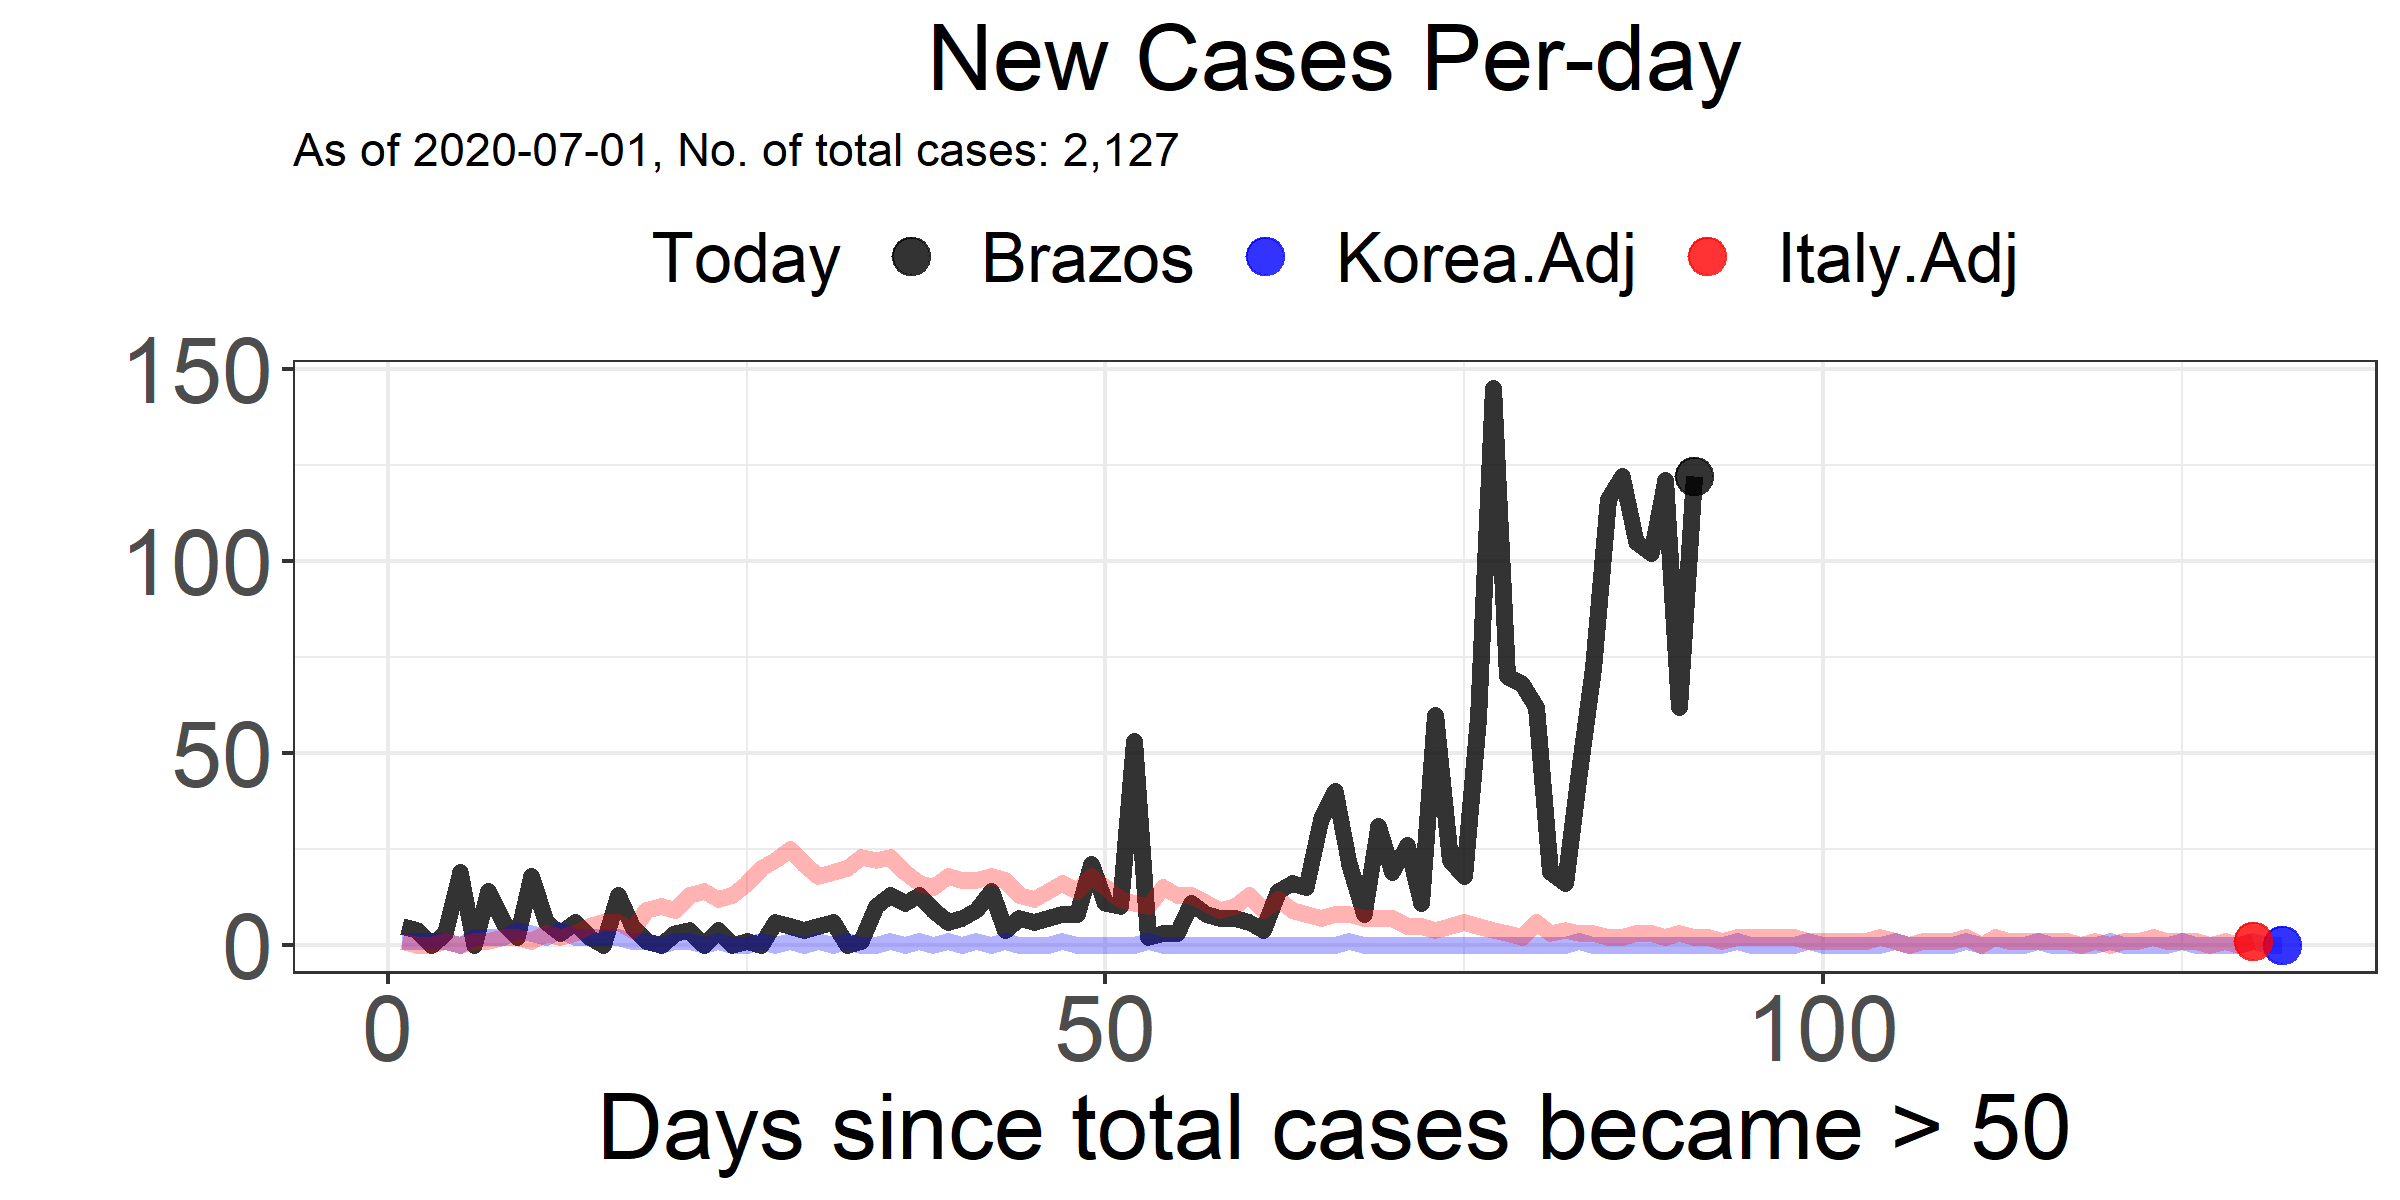 New Cases Per-day
As of 2020-07-01, No. of total cases: 2,127
Today Brazos Korea.Adj Italy.Adj
150
100
50
0
0 50 100
Days since total cases became > 50